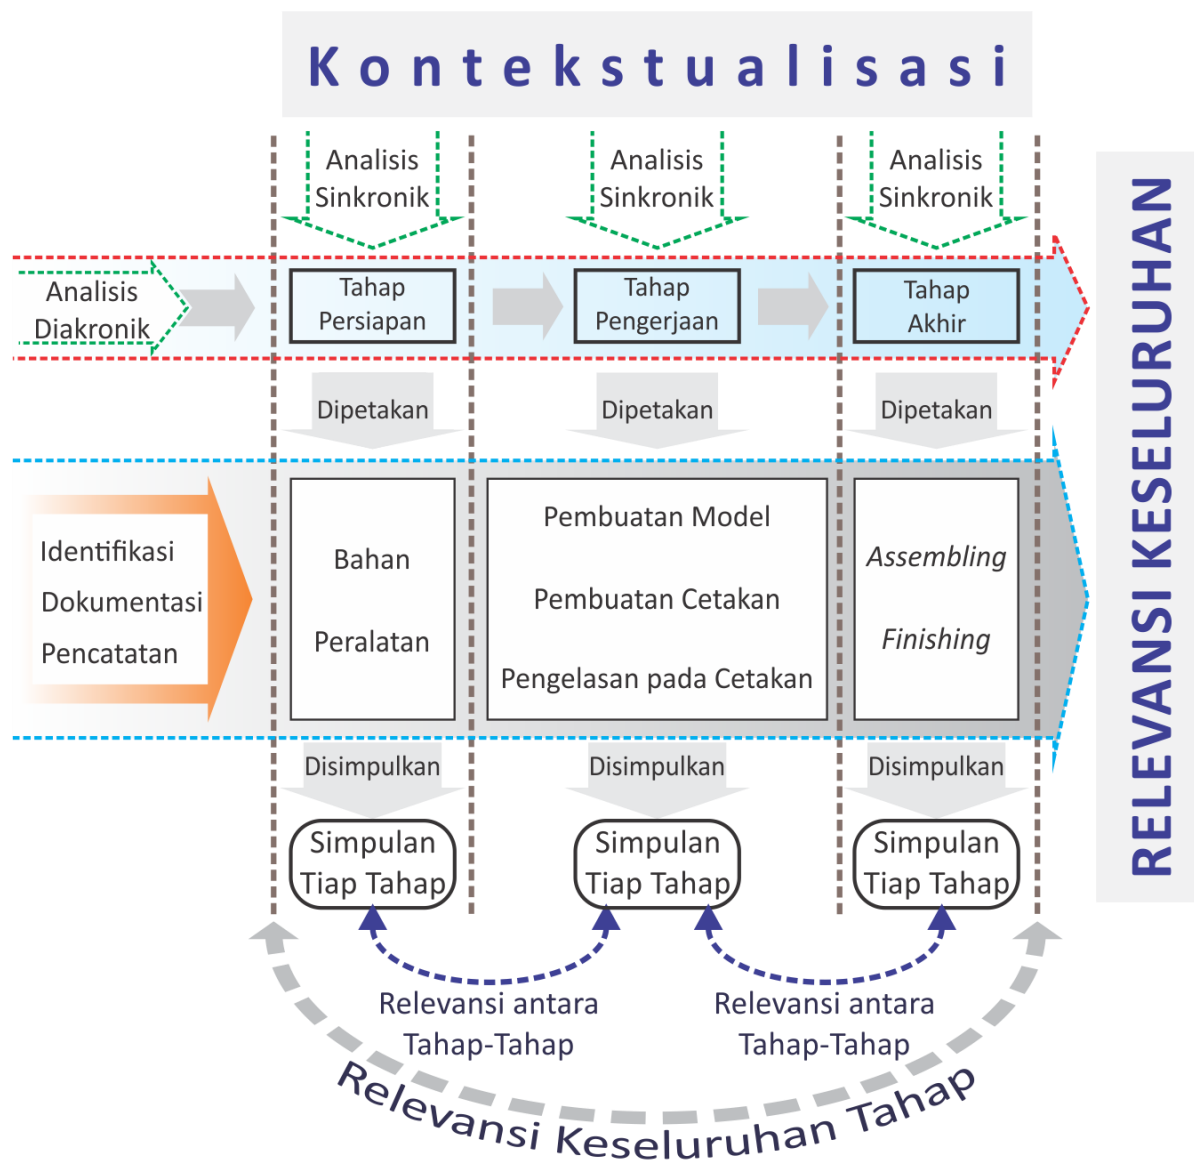 Kontekstualisasi
Analisis
Sinkronik
Analisis
Sinkronik
Analisis
Sinkronik
Analisis
Diakronik
Tahap
Persiapan
Tahap
Pengerjaan
Tahap
Akhir
Dipetakan
Dipetakan
Dipetakan
Identifikasi
Dokumentasi
Pencatatan
Bahan
Peralatan
Pembuatan Model
Pembuatan Cetakan
Pengelasan pada Cetakan
Assembling
Finishing
Disimpulkan
Disimpulkan
Disimpulkan
Simpulan
Tiap Tahap
Simpulan
Tiap Tahap
Simpulan
Tiap Tahap
Relevansi antara
Tahap-Tahap
Relevansi antara
Tahap-Tahap
Relevansi Keseluruhan Tahap
RELEVANSI KESELURUHAN